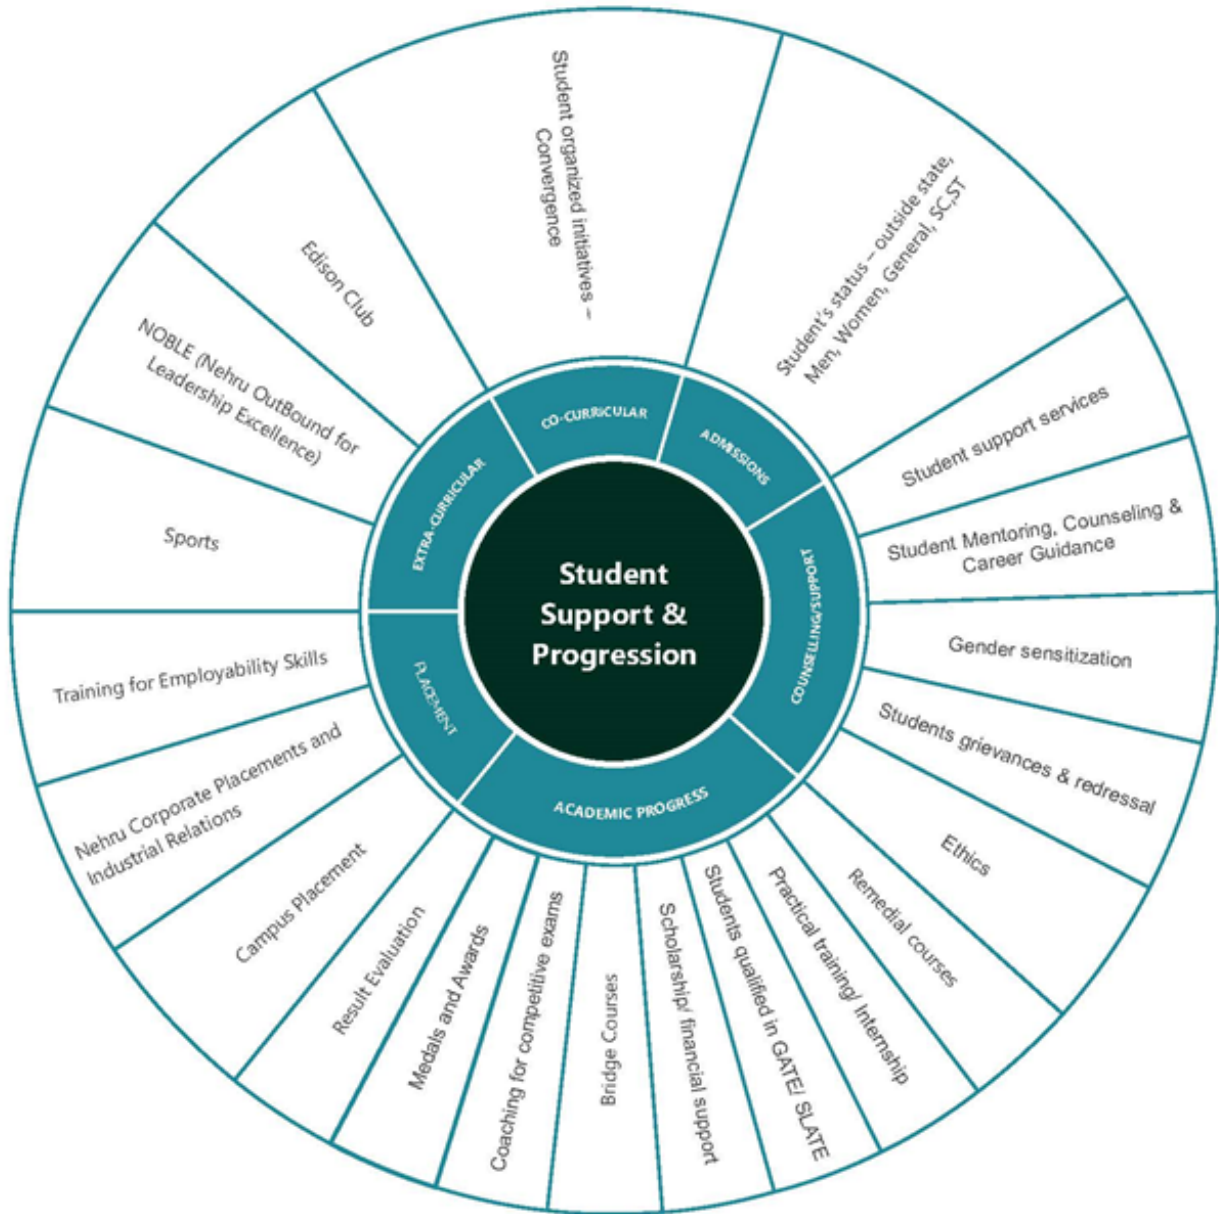 Student
Support &
Progression
CO-CURRICULAR
ADMISSIONS
COUNSELLING/SUPPORT
ACADEMIC PROGRESS
PLACEMENT
EXTRA-CURRICULAR
Student organized initiatives –
Convergence
Student's status – outside state,
Men, Women, General, SC,ST
Student support services
Student Mentoring, Counseling &
Career Guidance
Gender sensitization
Students grievances & redressal
Ethics
Remedial courses
Practical training/ Internship
Students qualified in GATE/ SLATE
Scholarship/ financial support
Bridge Courses
Coaching for competitive exams
Medals and Awards
Result Evaluation
Campus Placement
Nehru Corporate Placements and
Industrial Relations
Training for Employability Skills
Sports
NOBLE (Nehru OutBound for
Leadership Excellence)
Edison Club